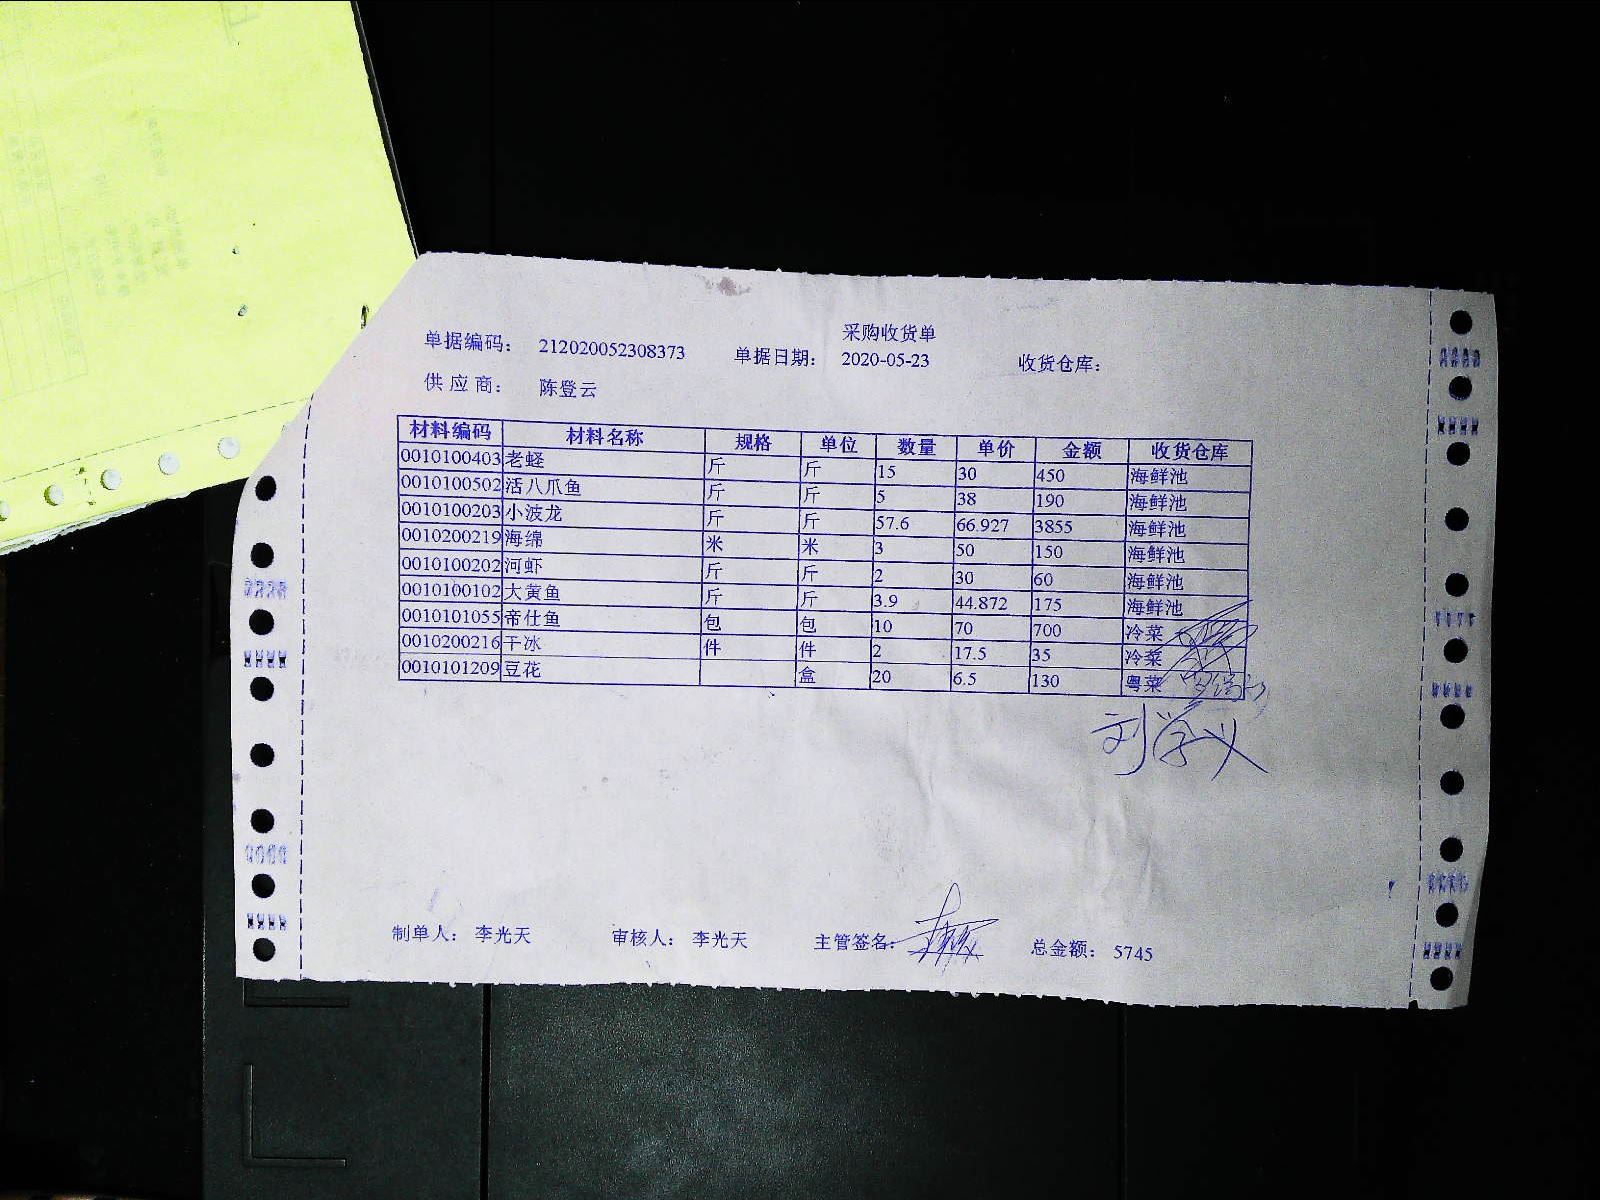 采购收货单
单据编码: 212020052308373 单据日期: 2020-05-23 收货仓库:
供应商: 陈登云
材料编码 材料名称 规格 单位 数量 单价 金额 收货仓库
0010100403 老蛏 斤 斤 15 30 450 海鲜池
0010100502 活八爪鱼 斤 斤 5 38 190 海鲜池
0010100203 小波龙 斤 斤 57.6 66.927 3855 海鲜池
0010200219 海绵 米 米 3 50 150 海鲜池
0010100202 河虾 斤 斤 2 30 60 海鲜池
0010100102 大黄鱼 斤 斤 3.9 44.872 175 海鲜池
0010101055 帝仕鱼 包 包 10 70 700 冷菜
0010200216 干冰 件 件 2 17.5 35 冷菜
0010101209 豆花 盒 20 6.5 130 粤菜
刘学义
制单人: 李光天 审核人: 李光天 主管签名: 总金额: 5745